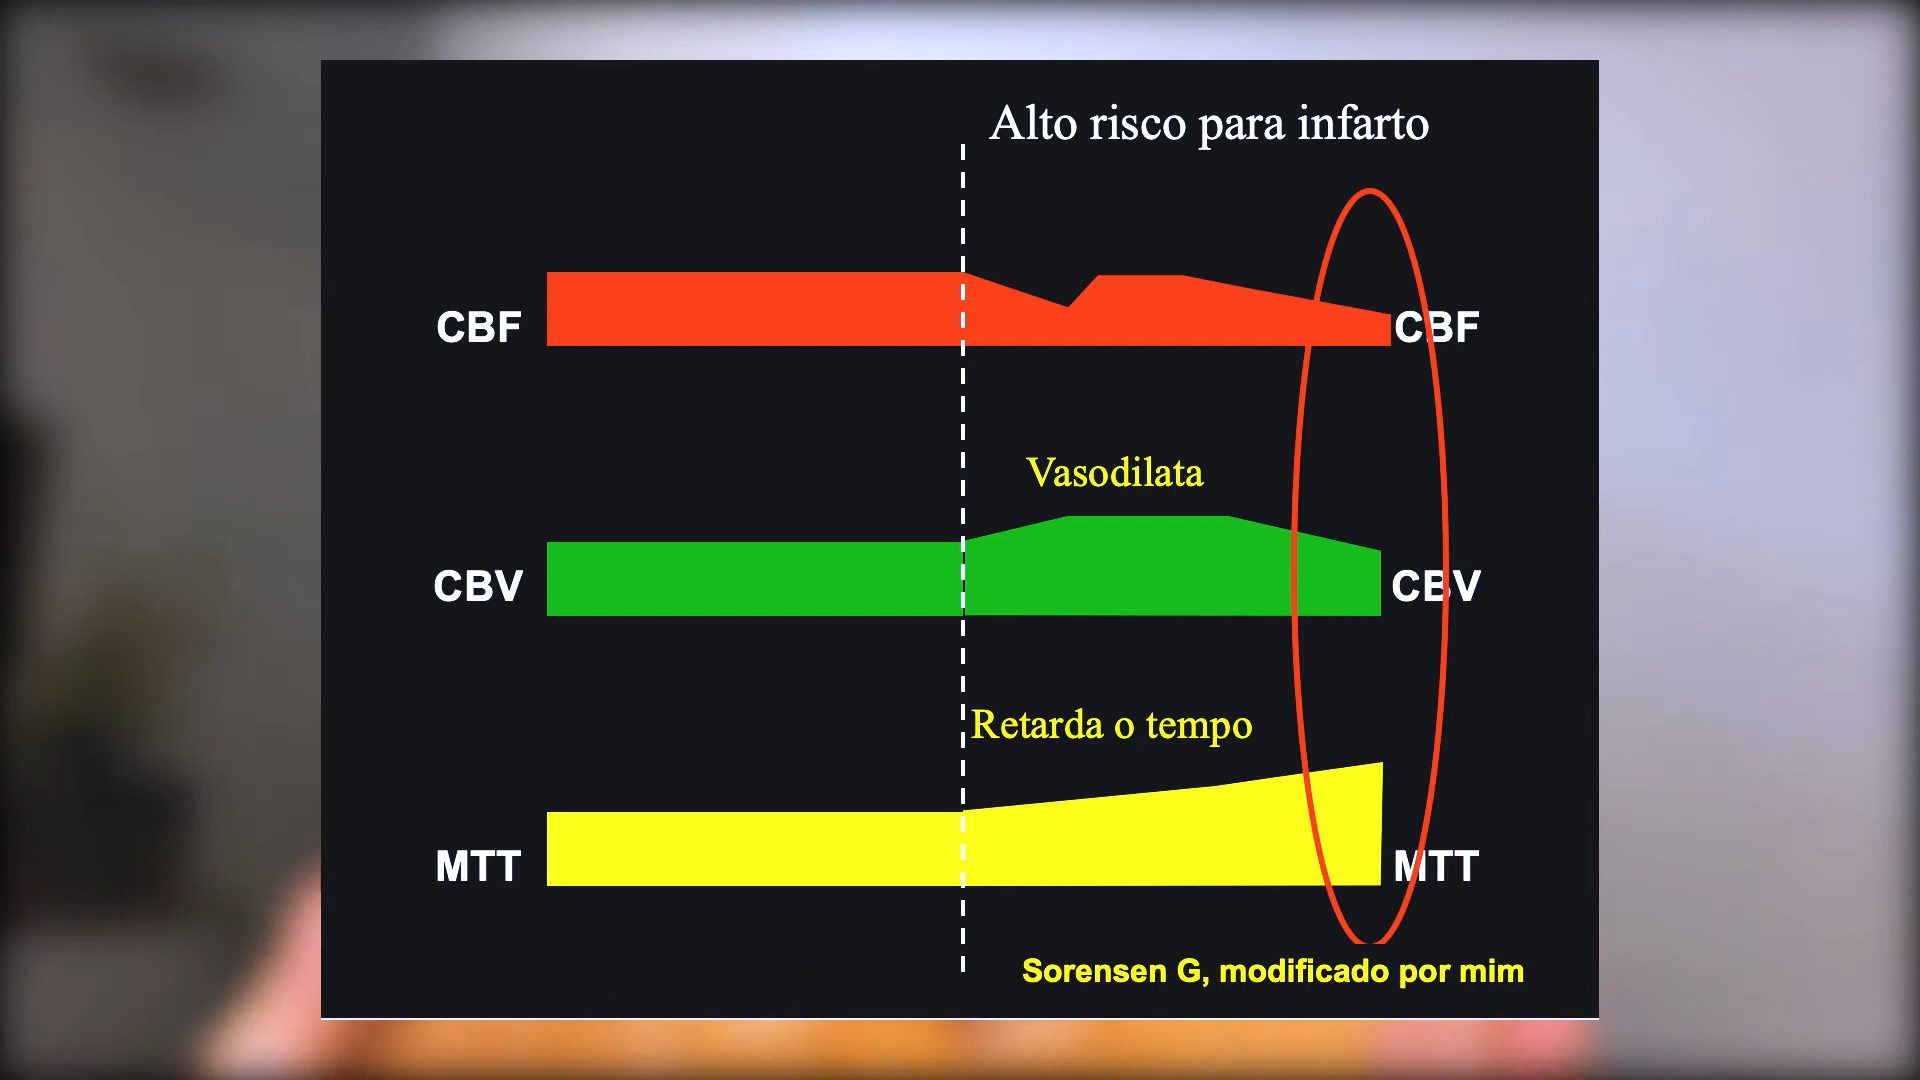 Alto risco para infarto
CBF
CBF
Vasodilata
CBV
CBV
Retarda o tempo
MTT
MTT
Sorensen G, modificado por mim